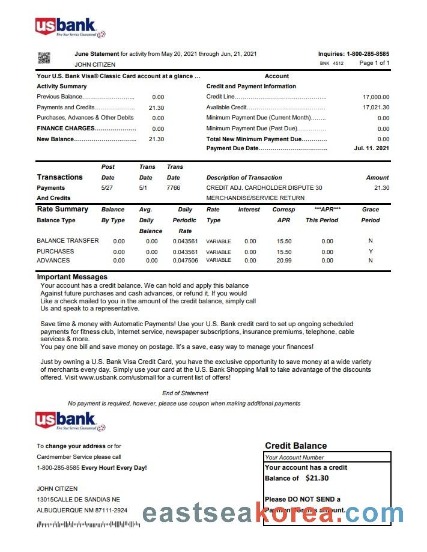 usbank
Five Star Service Guaranteed
June Statement for activity from May 20, 2021 through Jun, 21, 2021
Inquiries: 1-800-285-8585
JOHN CITIZEN
BNK 4512 Page 1 of 1
Your U.S. Bank Visa® Classic Card account at a glance ... Account
Activity Summary Credit and Payment Information
Previous Balance 0.00 Credit Line 17,000.00
Payments and Credits 21.30 Available Credit 17,021.30
Purchases, Advances & Other Debits 0.00 Minimum Payment Due (Current Month) 0.00
FINANCE CHARGES 0.00 Minimum Payment Due (Past Due) 0.00
New Balance 21.30 Total New Minimum Payment Due 0.00
Payment Due Date Jul. 11. 2021
Post Trans Trans
Transactions Date Date Date Description of Transaction Amount
Payments 5/27 5/1 7766 CREDIT ADJ. CARDHOLDER DISPUTE 30 21.30
And Credits MERCHANDISE/SERVICE RETURN
Rate Summary Balance Avg. Daily Rate Interest Corresp ***APR*** Grace
Balance Type By Type Daily Periodic Type APR This Period Period
Balance Rate
BALANCE TRANSFER 0.00 0.00 0.043561 VARIABLE 0.00 15.50 0.00 N
PURCHASES 0.00 0.00 0.043561 VARIABLE 0.00 15.50 0.00 Y
ADVANCES 0.00 0.00 0.047506 VARIABLE 0.00 20.99 0.00 N
Important Messages
Your account has a credit balance. We can hold and apply this balance
Against future purchases and cash advances, or refund it. If you would
Like a check mailed to you in the amount of the credit balance, simply call
Us and speak to a representative.
Save time & money with Automatic Payments! Use your U.S. Bank credit card to set up ongoing scheduled
payments for fitness club, Internet service, newspaper subscriptions, insurance premiums, telephone, cable
services & more.
You pay one bill and save money on postage. It's a save, easy way to manage your finances!
Just by owning a U.S. Bank Visa Credit Card, you have the exclusive opportunity to save money at a wide variety
of merchants every day. Simply use your card at the U.S. Bank Shopping Mall to take advantage of the discounts
offered. Visit www.usbank.com/usbmall for a current list of offers!
End of Statement
No payment is required, however, please use coupon when making additional payments
usbank
Five Star Service Guaranteed
To change your address or for
Cardmember Service please call
1-800-285-8585 Every Hour! Every Day!
JOHN CITIZEN
13015CALLE DE SANDIAS NE
ALBUQUERQUE NM 87111-2924
Credit Balance
Your Account Number
Your account has a credit
Balance of $21.30
Please DO NOT SEND a
eastseakorea.com